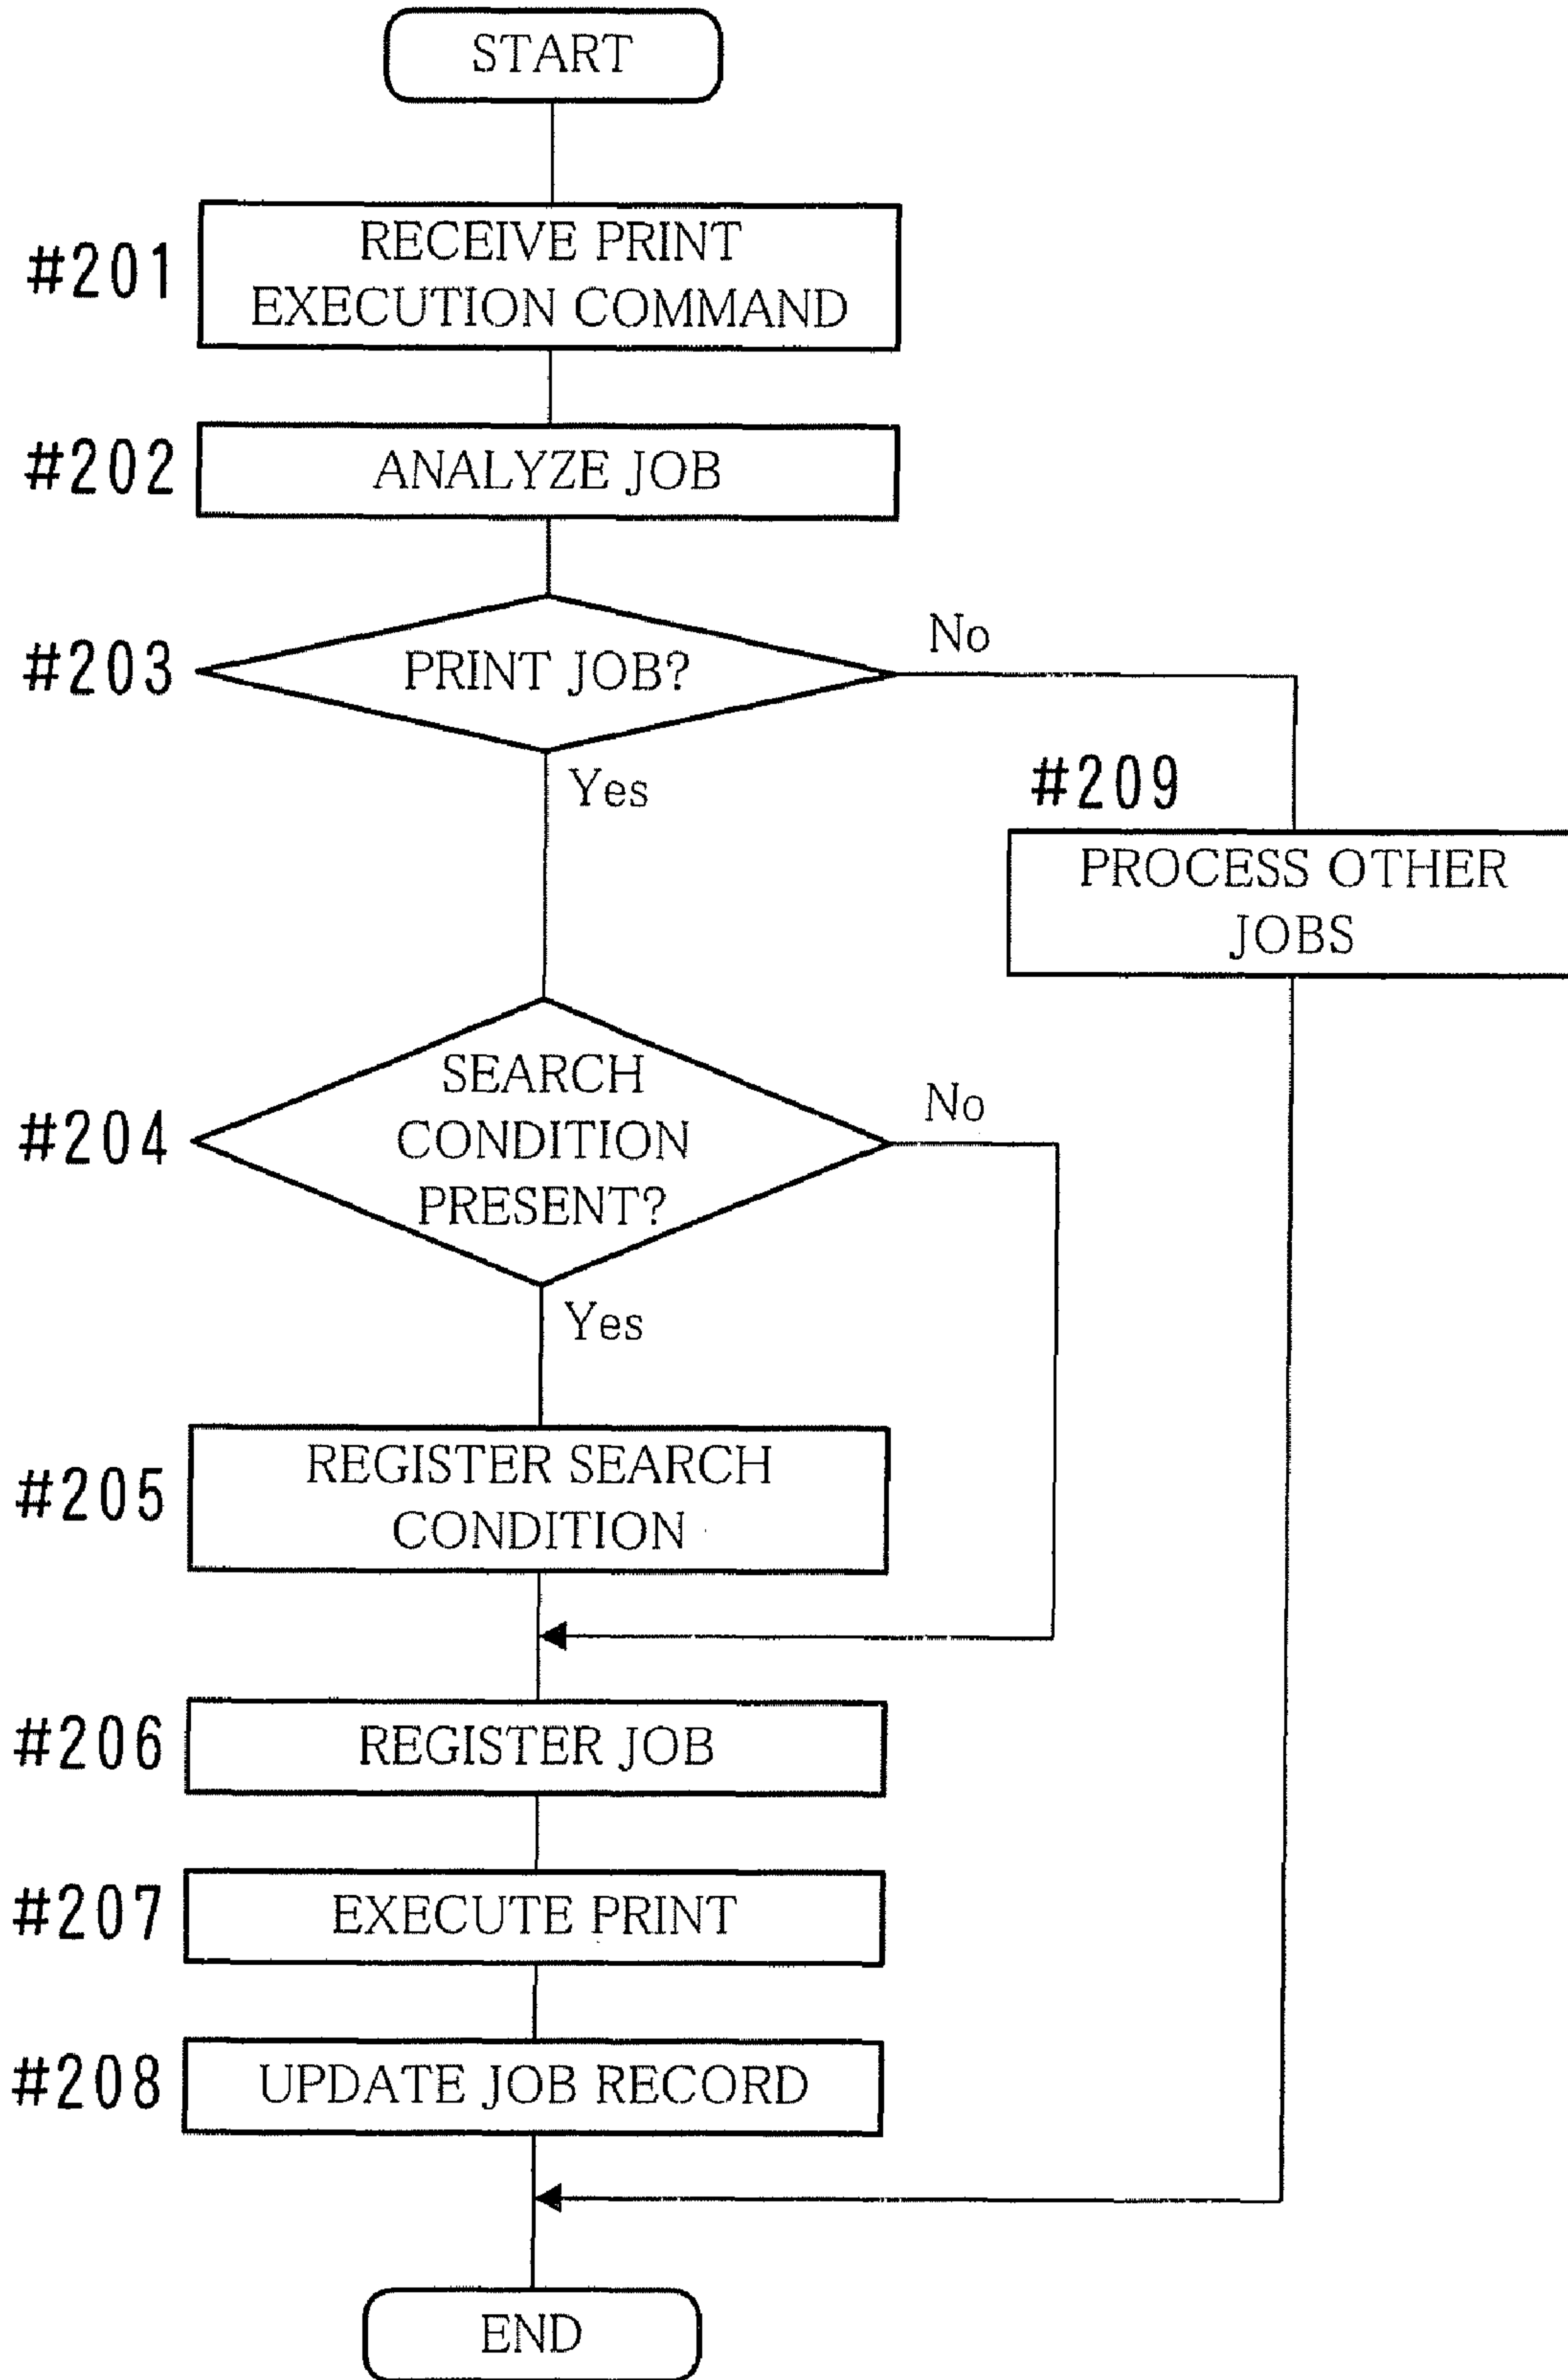 START
#201
RECEIVE PRINT
EXECUTION COMMAND
#202
ANALYZE JOB
#203
PRINT JOB?
No
Yes
#209
PROCESS OTHER
JOBS
#204
SEARCH
CONDITION
PRESENT?
No
Yes
#205
REGISTER SEARCH
CONDITION
#206
REGISTER JOB
#207
EXECUTE PRINT
#208
UPDATE JOB RECORD
END